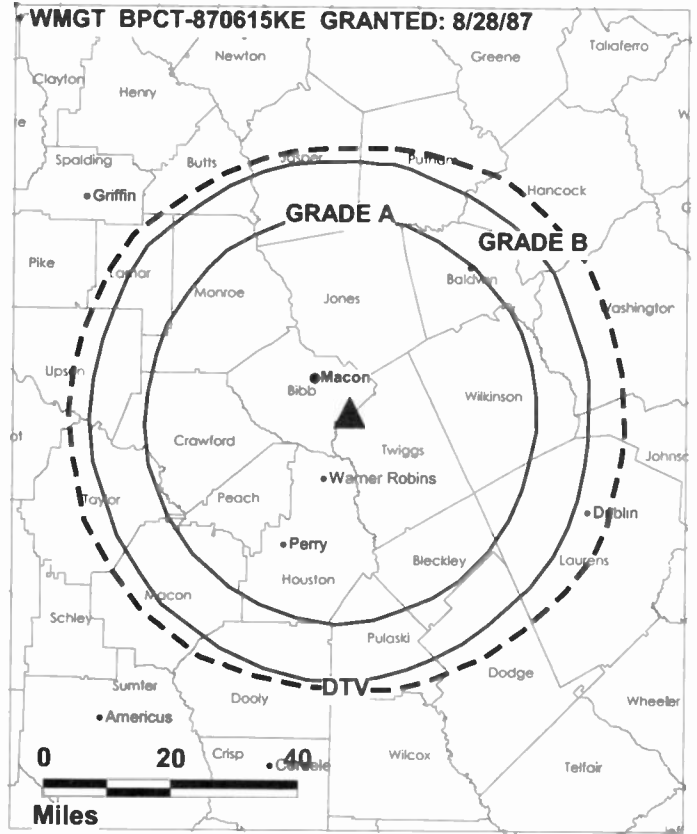 WMGT BPCT-870615KE GRANTED: 8/28/87
Newton
Greene
Taliaferro
Clayton
Henry
Spalding
Butts
Jasper
Putnam
Griffin
Hancock
GRADE A
GRADE B
Pike
Lamar
Monroe
Jones
Baldwin
Washington
Upson
Macon
Bibb
Wilkinson
Crawford
Twiggs
Johnso
Peach
Warner Robins
Taylor
Dublin
Perry
Bleckley
Laurens
Houston
Macon
Schley
Pulaski
Dodge
DTV
Sumter
Dooly
Wheeler
Americus
Crisp
Cordele
Wilcox
Telfair
0 20 40
Miles